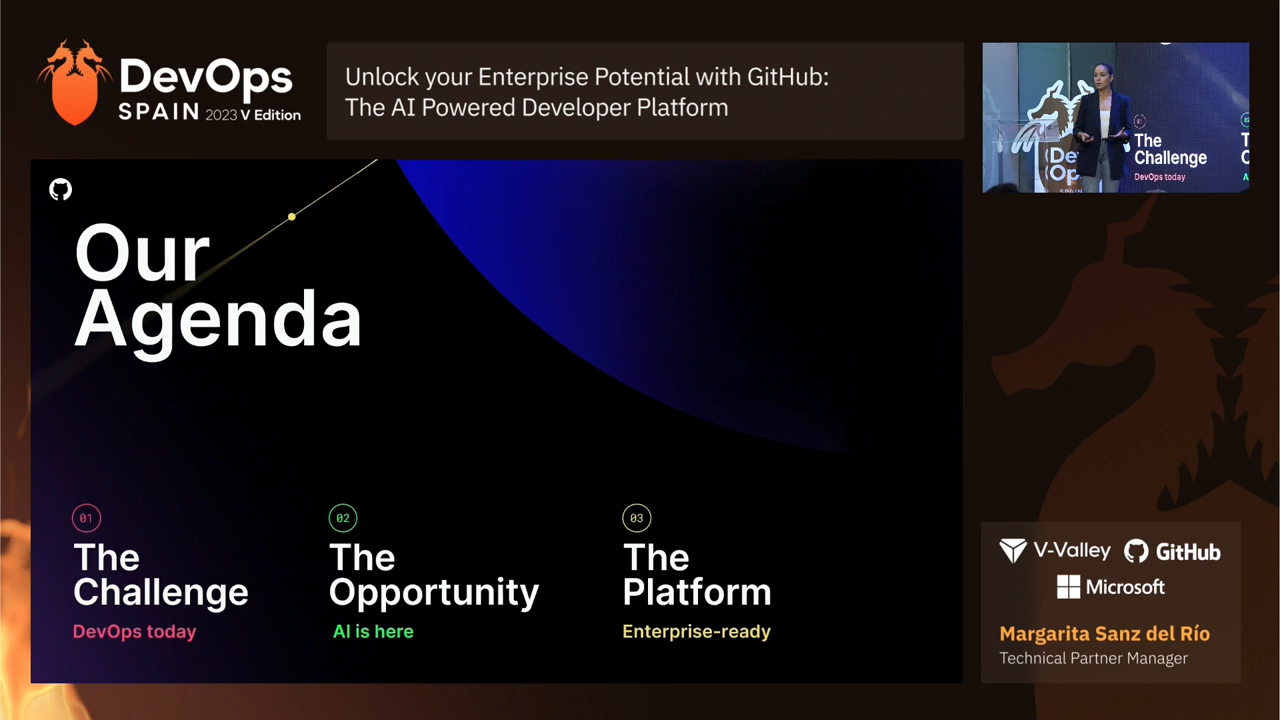 DevOps
SPAIN 2023 V Edition
Unlock your Enterprise Potential with GitHub:
The AI Powered Developer Platform
The
Challenge
DevOps today
Our
Agenda
01
The
Challenge
DevOps today
02
The
Opportunity
AI is here
03
The
Platform
Enterprise-ready
V-Valley
GitHub
Microsoft
Margarita Sanz del Río
Technical Partner Manager